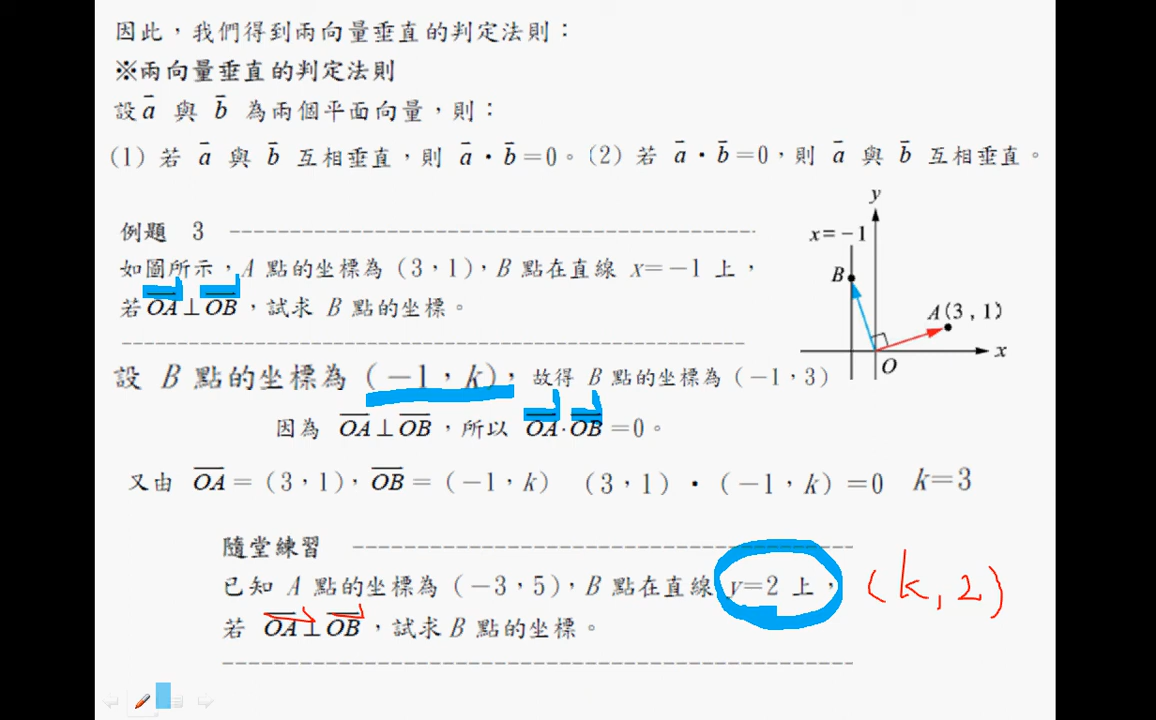 因此，我們得到兩向量垂直的判定法則：
※兩向量垂直的判定法則
設 a 與 b 為兩個平面向量，則：
(1) 若 a 與 b 互相垂直，則 a・b=0。(2) 若 a・b=0，則 a 與 b 互相垂直。
例題 3
如圖所示，A 點的坐標為 (3，1)，B 點在直線 x=−1 上，
若 OA⊥OB，試求 B 點的坐標。
y
x=−1
B
A(3，1)
x
O
設 B 點的坐標為 (−1，k)，故得 B 點的坐標為 (−1，3)
因為 OA⊥OB，所以 OA·OB=0。
又由 OA=(3，1)，OB=(−1，k) (3，1)・(−1，k)=0 k=3
隨堂練習
已知 A 點的坐標為 (−3，5)，B 點在直線 y=2 上， (k, 2)
若 OA⊥OB，試求 B 點的坐標。